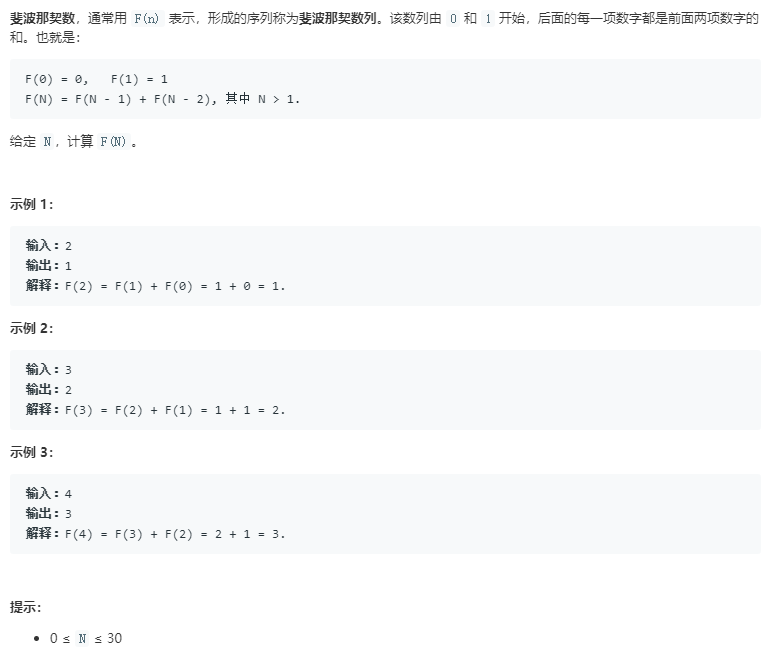 斐波那契数，通常用 F(n) 表示，形成的序列称为斐波那契数列。该数列由 0 和 1 开始，后面的每一项数字都是前面两项数字的
和。也就是：
F(0) = 0,   F(1) = 1
F(N) = F(N - 1) + F(N - 2), 其中 N > 1.
给定 N，计算 F(N)。
示例 1：
输入：2
输出：1
解释：F(2) = F(1) + F(0) = 1 + 0 = 1.
示例 2：
输入：3
输出：2
解释：F(3) = F(2) + F(1) = 1 + 1 = 2.
示例 3：
输入：4
输出：3
解释：F(4) = F(3) + F(2) = 2 + 1 = 3.
提示：
• 0 ≤ N ≤ 30